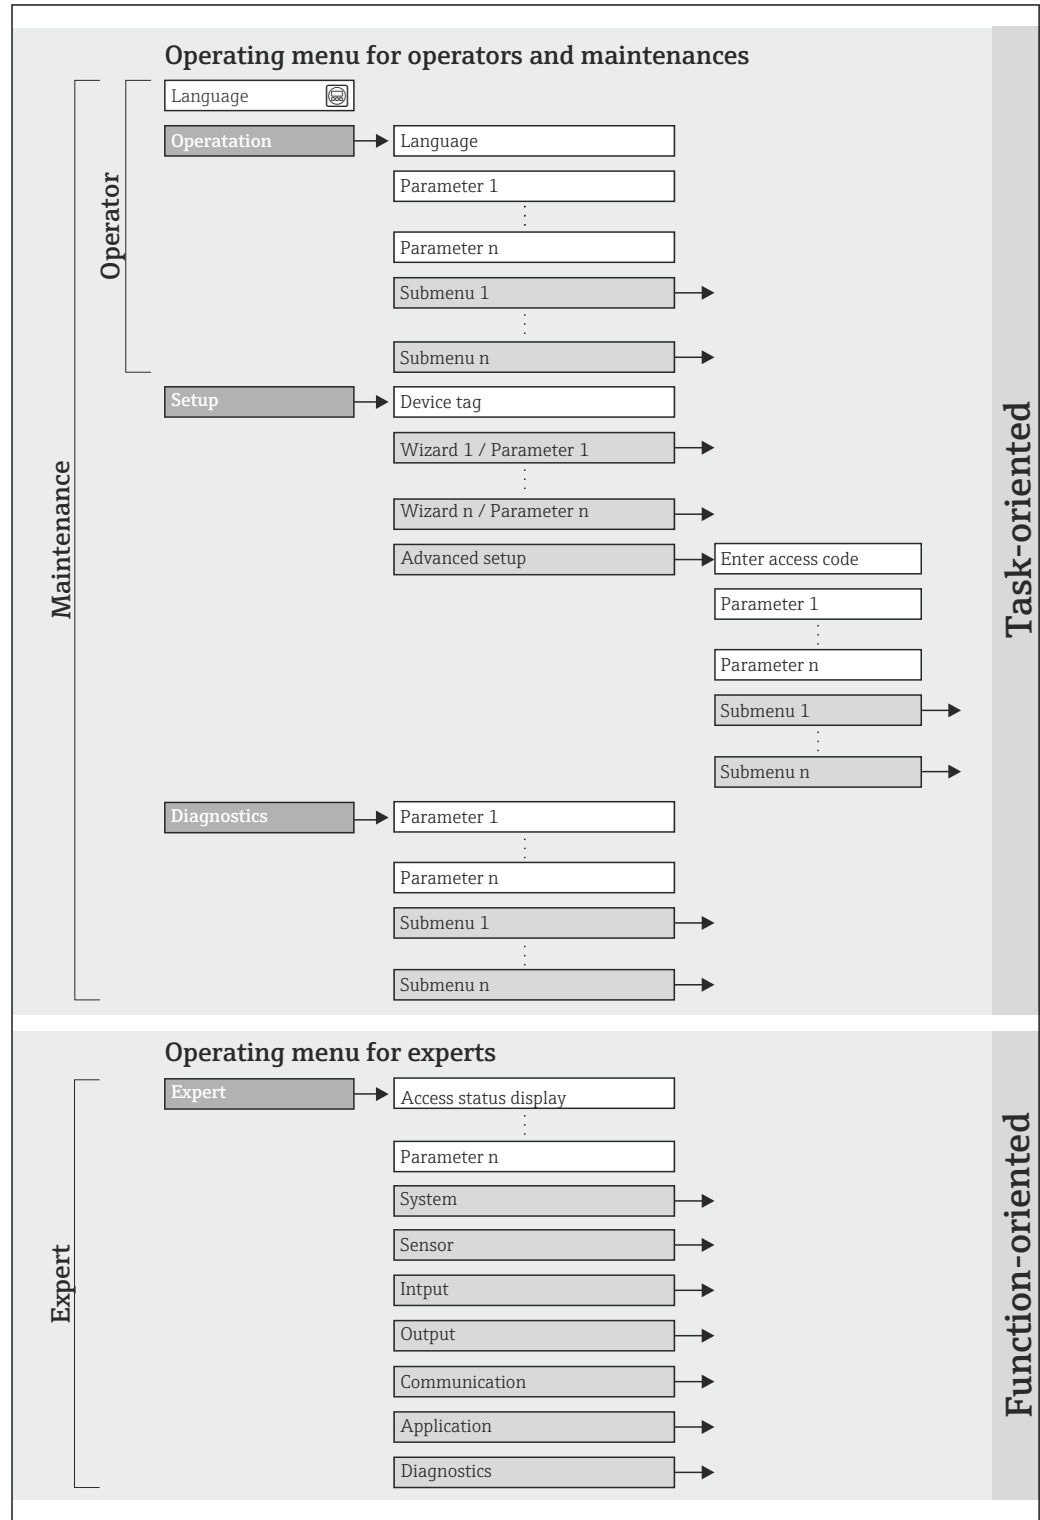 Operating menu for operators and maintenances
Language
Operatation
Language
Parameter 1
Parameter n
Submenu 1
Submenu n
Operator
Setup
Device tag
Wizard 1 / Parameter 1
Wizard n / Parameter n
Advanced setup
Enter access code
Parameter 1
Parameter n
Submenu 1
Submenu n
Maintenance
Task-oriented
Diagnostics
Parameter 1
Parameter n
Submenu 1
Submenu n
Operating menu for experts
Expert
Access status display
Parameter n
System
Sensor
Intput
Output
Communication
Application
Diagnostics
Expert
Function-oriented